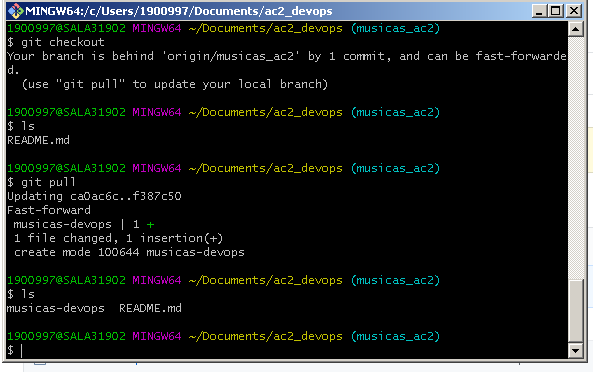 MINGW64:/c/Users/1900997/Documents/ac2_devops
1900997@SALA31902 MINGW64 ~/Documents/ac2_devops (musicas_ac2)
$ git checkout
Your branch is behind 'origin/musicas_ac2' by 1 commit, and can be fast-forwarde
d.
  (use "git pull" to update your local branch)
1900997@SALA31902 MINGW64 ~/Documents/ac2_devops (musicas_ac2)
$ ls
README.md
1900997@SALA31902 MINGW64 ~/Documents/ac2_devops (musicas_ac2)
$ git pull
Updating ca0ac6c..f387c50
Fast-forward
 musicas-devops | 1 +
 1 file changed, 1 insertion(+)
 create mode 100644 musicas-devops
1900997@SALA31902 MINGW64 ~/Documents/ac2_devops (musicas_ac2)
$ ls
musicas-devops  README.md
1900997@SALA31902 MINGW64 ~/Documents/ac2_devops (musicas_ac2)
$